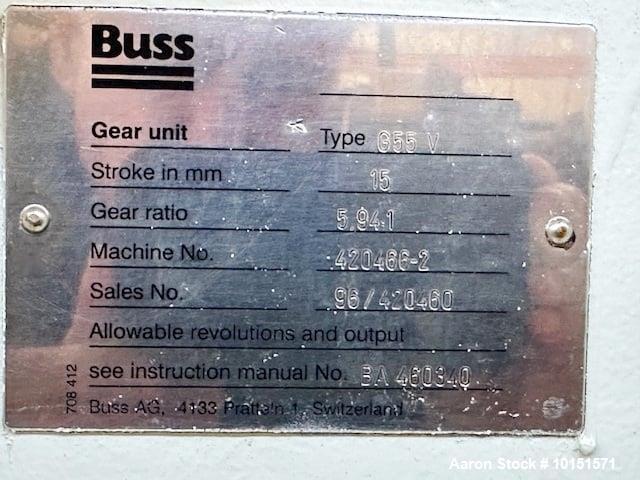 Buss
Gear unit Type G55 V
Stroke in mm 15
Gear ratio 5,94:1
Machine No. 420466-2
Sales No. 96/420460
Allowable revolutions and output
see instruction manual No. BA 460340
708 412
Buss AG, 4133 Pratteln 1, Switzerland
Aaron Stock # 10151571